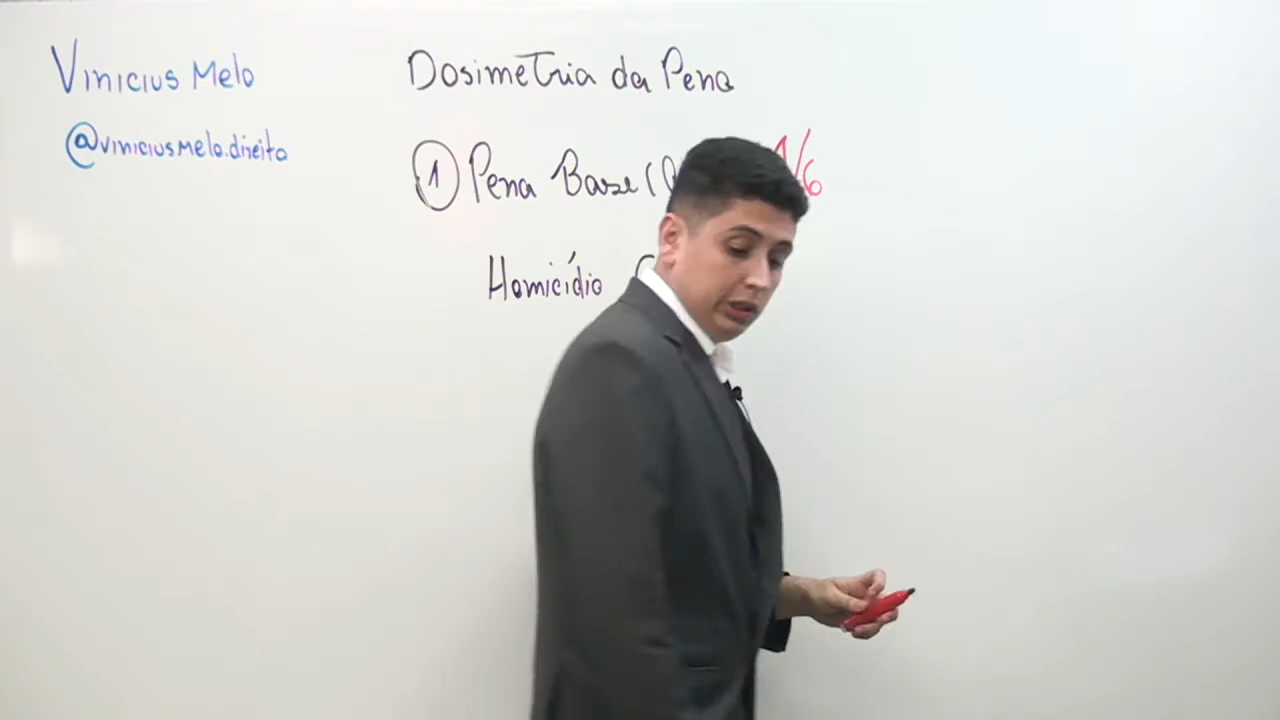 Vinicius Melo
@viniciusmelo.direito
Dosimetria da Pena
1 Pena Base ( 1/6
Homicídio (